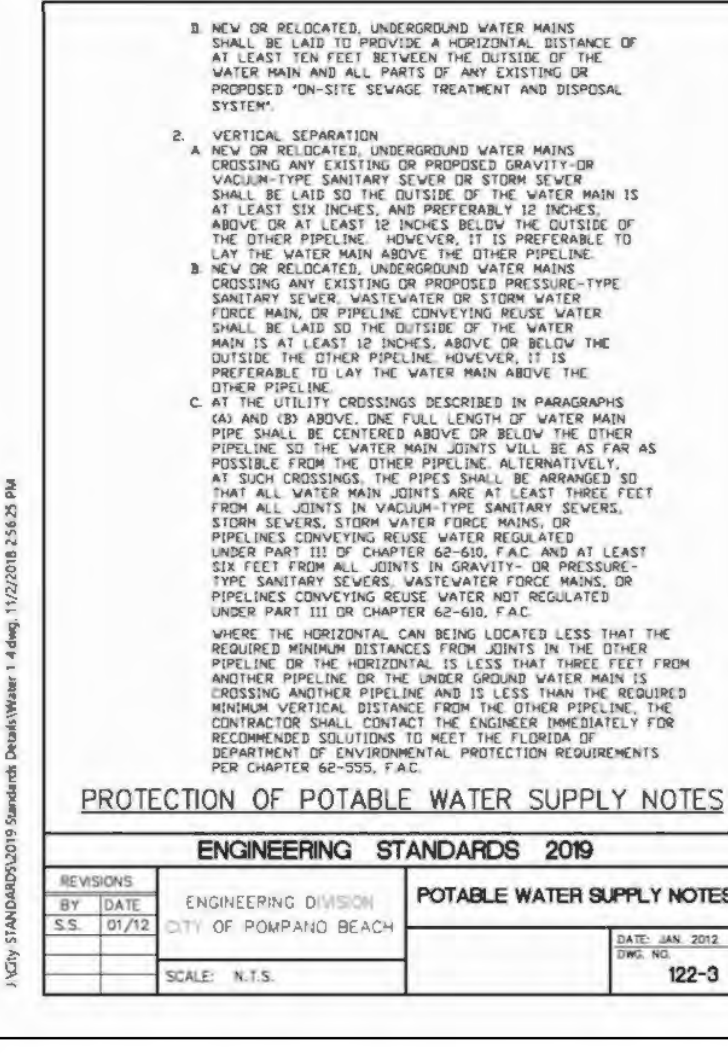 D. NEW OR RELOCATED, UNDERGROUND WATER MAINS
SHALL BE LAID TO PROVIDE A HORIZONTAL DISTANCE OF
AT LEAST TEN FEET BETWEEN THE OUTSIDE OF THE
WATER MAIN AND ALL PARTS OF ANY EXISTING OR
PROPOSED "ON-SITE SEWAGE TREATMENT AND DISPOSAL
SYSTEM".
2. VERTICAL SEPARATION
A. NEW OR RELOCATED, UNDERGROUND WATER MAINS
CROSSING ANY EXISTING OR PROPOSED GRAVITY-OR
VACUUM-TYPE SANITARY SEWER OR STORM SEWER
SHALL BE LAID SO THE OUTSIDE OF THE WATER MAIN IS
AT LEAST SIX INCHES, AND PREFERABLY 12 INCHES,
ABOVE OR AT LEAST 12 INCHES BELOW THE OUTSIDE OF
THE OTHER PIPELINE. HOWEVER, IT IS PREFERABLE TO
LAY THE WATER MAIN ABOVE THE OTHER PIPELINE.
B. NEW OR RELOCATED, UNDERGROUND WATER MAINS
CROSSING ANY EXISTING OR PROPOSED PRESSURE-TYPE
SANITARY SEWER, WASTEWATER OR STORM WATER
FORCE MAIN, OR PIPELINE CONVEYING REUSE WATER
SHALL BE LAID SO THE OUTSIDE OF THE WATER
MAIN IS AT LEAST 12 INCHES, ABOVE OR BELOW THE
OUTSIDE THE OTHER PIPELINE. HOWEVER, IT IS
PREFERABLE TO LAY THE WATER MAIN ABOVE THE
OTHER PIPELINE.
C. AT THE UTILITY CROSSINGS DESCRIBED IN PARAGRAPHS
(A) AND (B) ABOVE, ONE FULL LENGTH OF WATER MAIN
PIPE SHALL BE CENTERED ABOVE OR BELOW THE OTHER
PIPELINE SO THE WATER MAIN JOINTS WILL BE AS FAR AS
POSSIBLE FROM THE OTHER PIPELINE. ALTERNATIVELY,
AT SUCH CROSSINGS, THE PIPES SHALL BE ARRANGED SO
THAT ALL WATER MAIN JOINTS ARE AT LEAST THREE FEET
FROM ALL JOINTS IN VACUUM-TYPE SANITARY SEWERS,
STORM SEWERS, STORM WATER FORCE MAINS, OR
PIPELINES CONVEYING REUSE WATER REGULATED
UNDER PART III OF CHAPTER 62-610, F.A.C. AND AT LEAST
SIX FEET FROM ALL JOINTS IN GRAVITY- OR PRESSURE-
TYPE SANITARY SEWERS, WASTEWATER FORCE MAINS, OR
PIPELINES CONVEYING REUSE WATER NOT REGULATED
UNDER PART III OR CHAPTER 62-610, F.A.C.
WHERE THE HORIZONTAL CAN BEING LOCATED LESS THAT THE
REQUIRED MINIMUM DISTANCES FROM JOINTS IN THE OTHER
PIPELINE OR THE HORIZONTAL IS LESS THAT THREE FEET FROM
ANOTHER PIPELINE OR THE UNDER GROUND WATER MAIN IS
CROSSING ANOTHER PIPELINE AND IS LESS THAN THE REQUIRED
MINIMUM VERTICAL DISTANCE FROM THE OTHER PIPELINE, THE
CONTRACTOR SHALL CONTACT THE ENGINEER IMMEDIATELY FOR
RECOMMENDED SOLUTIONS TO MEET THE FLORIDA OF
DEPARTMENT OF ENVIRONMENTAL PROTECTION REQUIREMENTS
PER CHAPTER 62-555, F.A.C.
PROTECTION OF POTABLE WATER SUPPLY NOTES
ENGINEERING STANDARDS 2019
REVISIONS
BY DATE
S.S. 01/12
ENGINEERING DIVISION
CITY OF POMPANO BEACH
SCALE: N.T.S.
POTABLE WATER SUPPLY NOTES
DATE: JAN. 2012
DWG. NO.
122-3
J:\City STANDARDS\2019 Standards Details\Water 1-4.dwg, 11/2/2018 2:56:25 PM